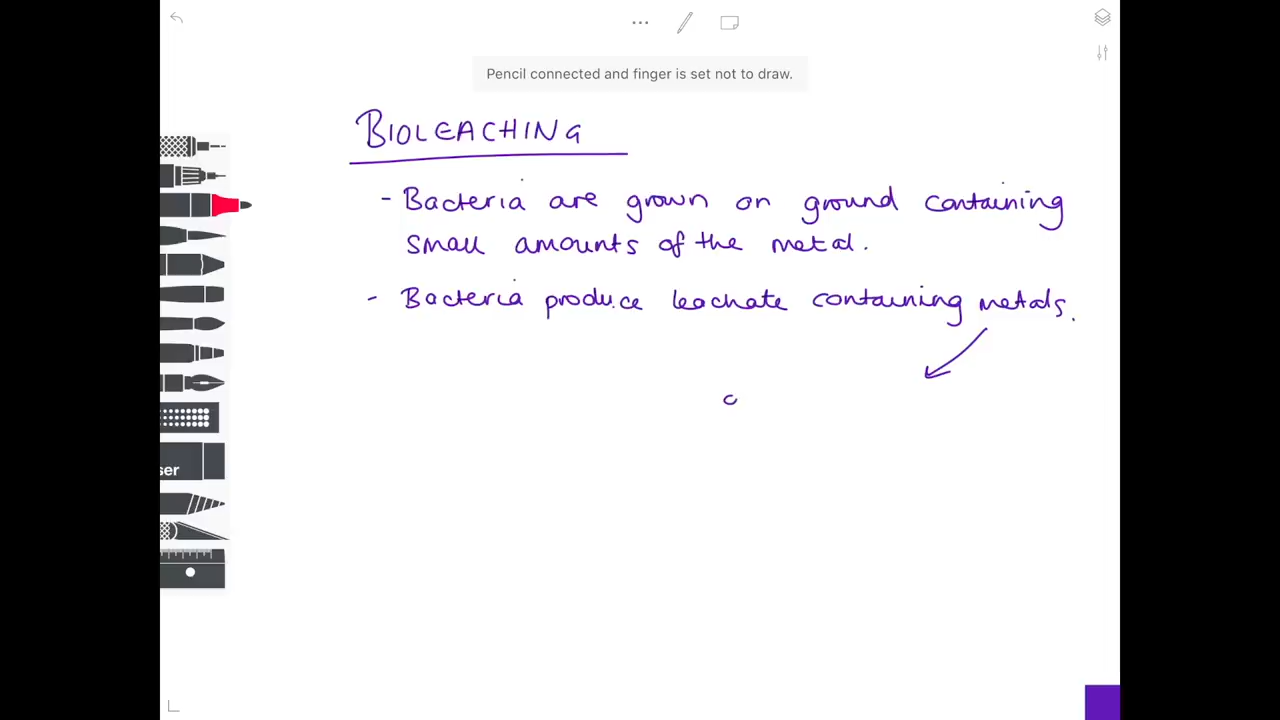 Pencil connected and finger is set not to draw.
BIOLEACHING
- Bacteria are grown on ground containing
small amounts of the metal.
- Bacteria produce leachate containing metals.
c
ser